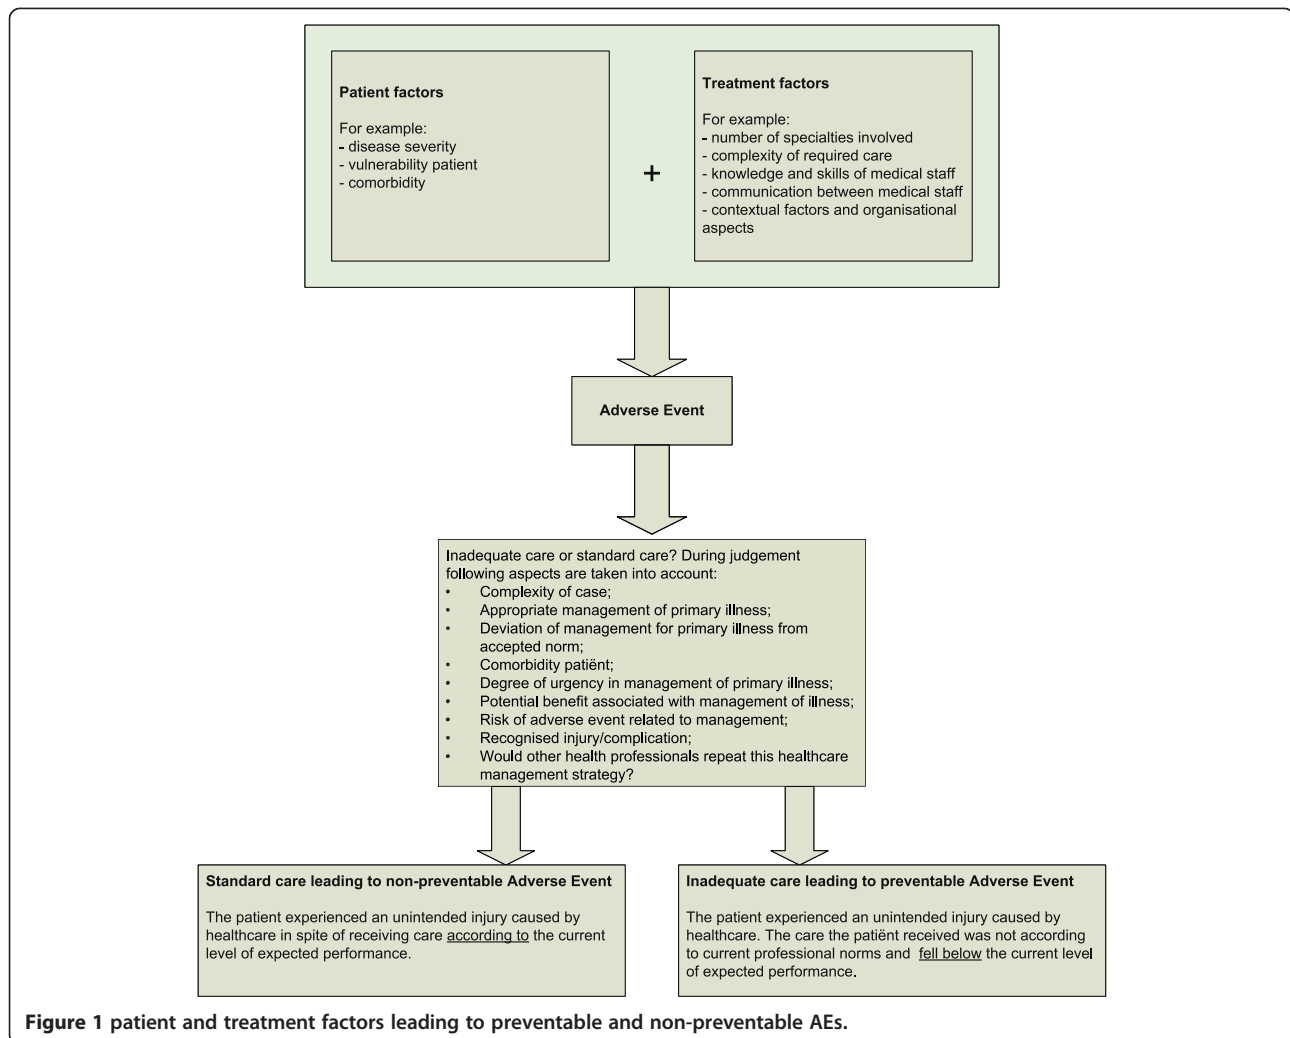 Patient factors
For example:
- disease severity
- vulnerability patient
- comorbidity
+
Treatment factors
For example:
- number of specialties involved
- complexity of required care
- knowledge and skills of medical staff
- communication between medical staff
- contextual factors and organisational
aspects
Adverse Event
Inadequate care or standard care? During judgement
following aspects are taken into account:
• Complexity of case;
• Appropriate management of primary illness;
• Deviation of management for primary illness from
accepted norm;
• Comorbidity patiënt;
• Degree of urgency in management of primary illness;
• Potential benefit associated with management of illness;
• Risk of adverse event related to management;
• Recognised injury/complication;
• Would other health professionals repeat this healthcare
management strategy?
Standard care leading to non-preventable Adverse Event
The patient experienced an unintended injury caused by
healthcare in spite of receiving care according to the current
level of expected performance.
Inadequate care leading to preventable Adverse Event
The patient experienced an unintended injury caused by
healthcare. The care the patiënt received was not according
to current professional norms and fell below the current level
of expected performance.
Figure 1 patient and treatment factors leading to preventable and non-preventable AEs.